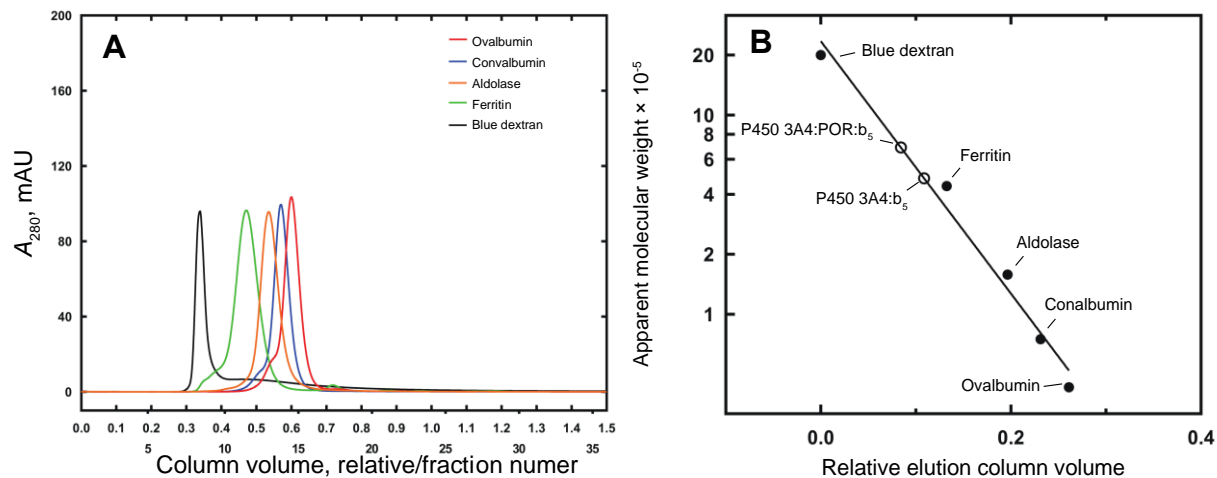 A
200
160
120
80
40
0
A280, mAU
Ovalbumin
Convalbumin
Aldolase
Ferritin
Blue dextran
0.0 0.1 0.2 0.3 0.4 0.5 0.6 0.7 0.8 0.9 1.0 1.1 1.2 1.3 1.4 1.5
5 10 15 20 25 30 35
Column volume, relative/fraction numer
B
Apparent molecular weight × 10-5
20
10
8
6
4
2
1
Blue dextran
P450 3A4:POR:b5
Ferritin
P450 3A4:b5
Aldolase
Conalbumin
Ovalbumin
0.0 0.2 0.4
Relative elution column volume